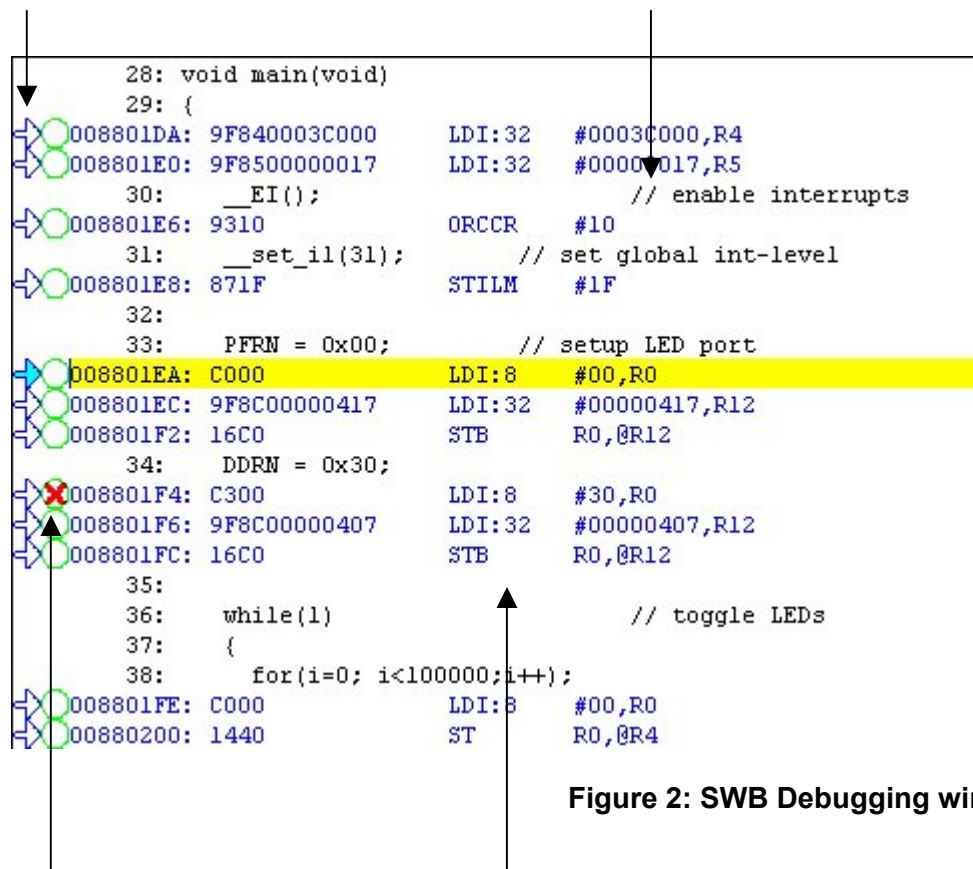 28: void main(void)
29: {
008801DA: 9F840003C000 LDI:32 #0003C000,R4
008801E0: 9F8500000017 LDI:32 #00000017,R5
30: __EI(); // enable interrupts
008801E6: 9310 ORCCR #10
31: __set_il(31); // set global int-level
008801E8: 871F STILM #1F
32:
33: PFRN = 0x00; // setup LED port
008801EA: C000 LDI:8 #00,R0
008801EC: 9F8C00000417 LDI:32 #00000417,R12
008801F2: 16C0 STB R0,@R12
34: DDRN = 0x30;
008801F4: C300 LDI:8 #30,R0
008801F6: 9F8C00000407 LDI:32 #00000407,R12
008801FC: 16C0 STB R0,@R12
35:
36: while(1) // toggle LEDs
37: {
38: for(i=0; i<100000;i++);
008801FE: C000 LDI:8 #00,R0
00880200: 1440 ST R0,@R4
Figure 2: SWB Debugging wi